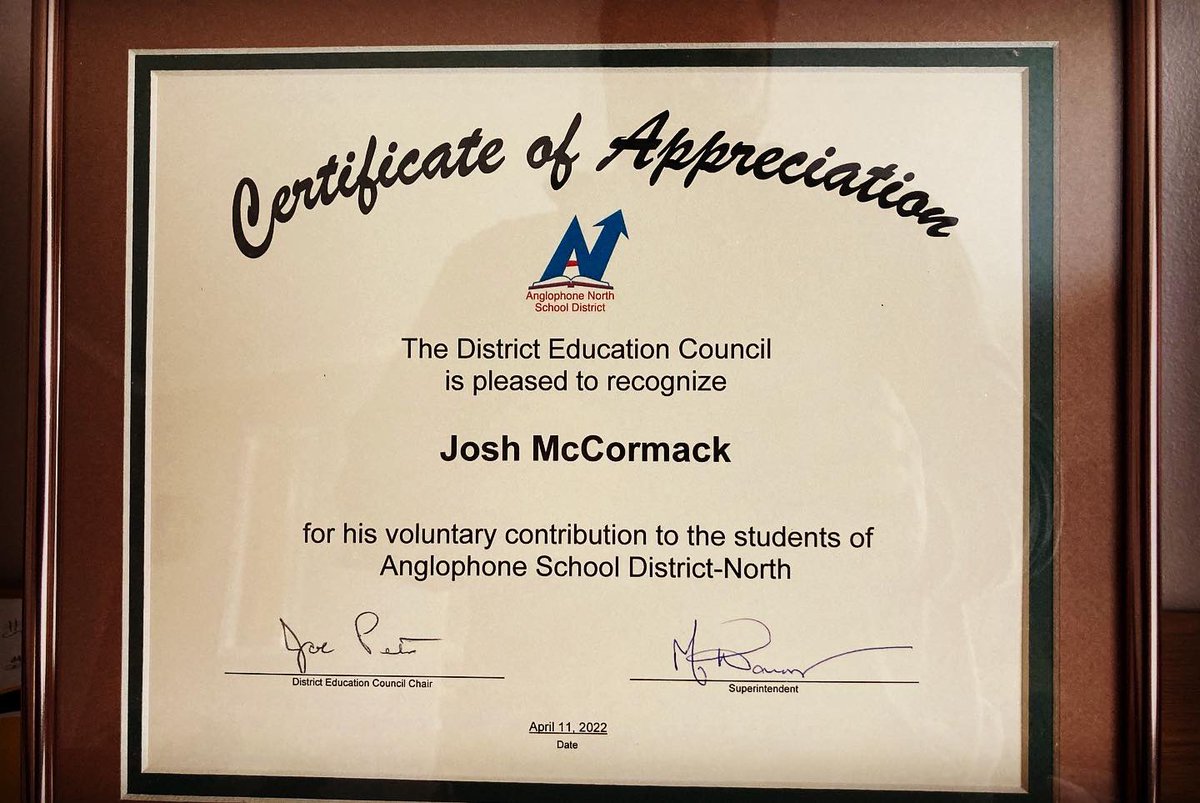 Certificate of Appreciation
Anglophone North
School District
The District Education Council
is pleased to recognize
Josh McCormack
for his voluntary contribution to the students of
Anglophone School District-North
Joe
District Education Council Chair
Superintendent
April 11, 2022
Date